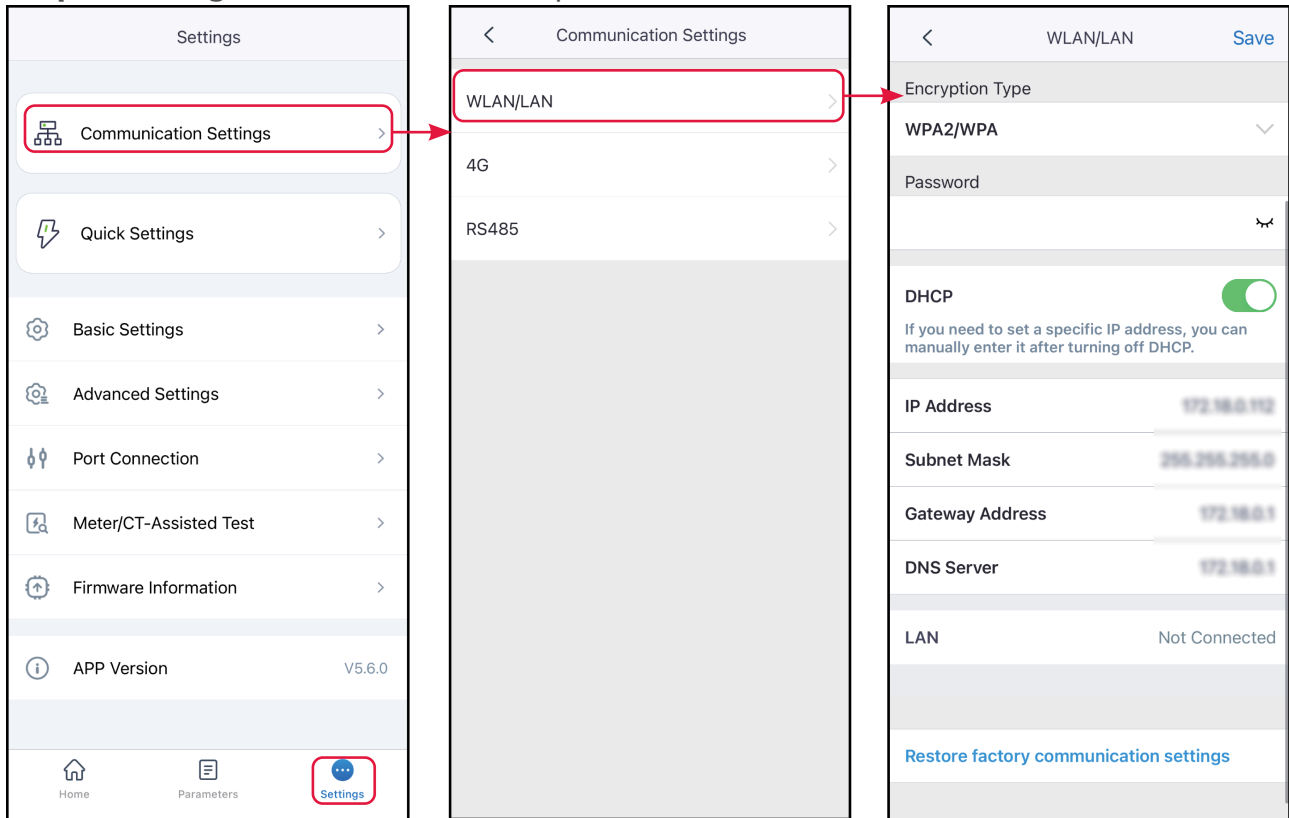 Settings
Communication Settings
Quick Settings
Basic Settings
Advanced Settings
Port Connection
Meter/CT-Assisted Test
Firmware Information
APP Version V5.6.0
Home Parameters Settings
Communication Settings
WLAN/LAN
4G
RS485
WLAN/LAN Save
Encryption Type
WPA2/WPA
Password
DHCP
If you need to set a specific IP address, you can
manually enter it after turning off DHCP.
IP Address
Subnet Mask
Gateway Address
DNS Server
LAN Not Connected
Restore factory communication settings